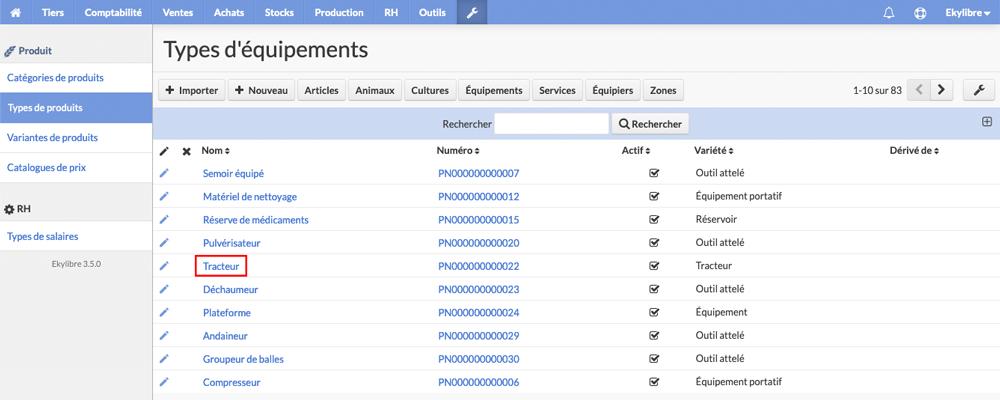 Tiers Comptabilité Ventes Achats Stocks Production RH Outils Ekylibre
Produit
Catégories de produits
Types de produits
Variantes de produits
Catalogues de prix
RH
Types de salaires
Ekylibre 3.5.0
Types d'équipements
Importer Nouveau Articles Animaux Cultures Équipements Services Équipiers Zones 1-10 sur 83
Rechercher Rechercher
Nom Numéro Actif Variété Dérivé de
Semoir équipé PN000000000007 Outil attelé
Matériel de nettoyage PN000000000012 Équipement portatif
Réserve de médicaments PN000000000015 Réservoir
Pulvérisateur PN000000000020 Outil attelé
Tracteur PN000000000022 Tracteur
Déchaumeur PN000000000023 Outil attelé
Plateforme PN000000000024 Équipement
Andaineur PN000000000029 Outil attelé
Groupeur de balles PN000000000030 Outil attelé
Compresseur PN000000000006 Équipement portatif